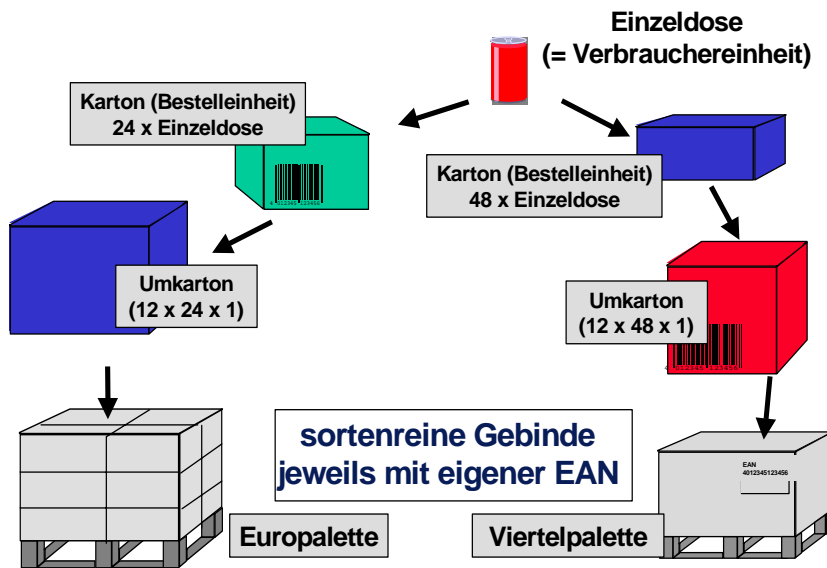 Einzeldose
(= Verbrauchereinheit)
Karton (Bestelleinheit)
24 x Einzeldose
Karton (Bestelleinheit)
48 x Einzeldose
Umkarton
(12 x 24 x 1)
Umkarton
(12 x 48 x 1)
sortenreine Gebinde
jeweils mit eigener EAN
EAN
4012345123456
Europalette
Viertelpalette